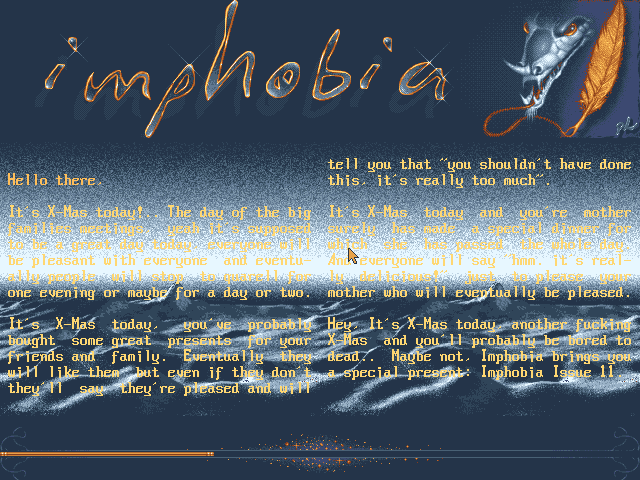 imphobia
Hello there.
It's X-Mas today!.. The day of the big
families meetings, yeah it's supposed
to be a great day today, everyone will
be pleasant with everyone and eventu-
ally people will stop to quarell for
one evening or maybe for a day or two.
It's X-Mas today, you've probably
bought some great presents for your
friends and family. Eventually they
will like them but even if they don't
they'll say they're pleased and will
tell you that "you shouldn't have done
this, it's really too much".
It's X-Mas today and you're mother
surely has made a special dinner for
which she has passed the whole day.
And everyone will say "hmm, it's real-
ly delicious!" just to please your
mother who will eventually be pleased.
Hey, It's X-Mas today, another fucking
X-Mas and you'll probably be bored to
dead.. Maybe not, Imphobia brings you
a special present: Imphobia Issue 11.